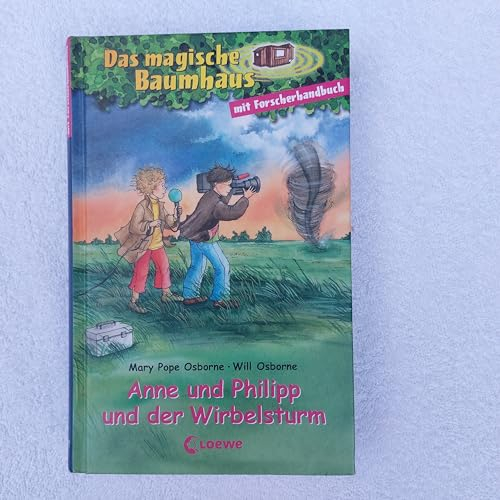 Das magische
Baumhaus
mit Forscherhandbuch
Mary Pope Osborne · Will Osborne
Anne und Philipp
und der Wirbelsturm
Loewe